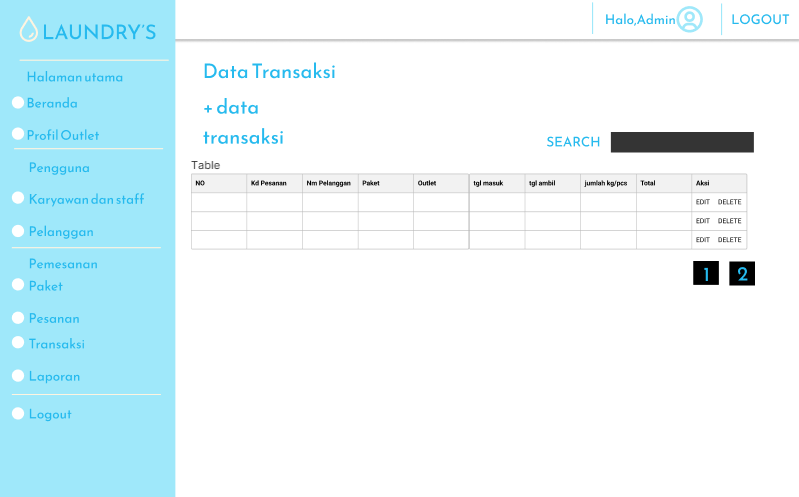 LAUNDRY'S
Halaman utama
Beranda
Profil Outlet
Pengguna
Karyawan dan staff
Pelanggan
Pemesanan
Paket
Pesanan
Transaksi
Laporan
Logout
Halo,Admin
LOGOUT
Data Transaksi
+ data
transaksi
SEARCH
Table
NO Kd Pesanan Nm Pelanggan Paket Outlet tgl masuk tgl ambil jumlah kg/pcs Total Aksi
EDIT DELETE
EDIT DELETE
EDIT DELETE
1 2